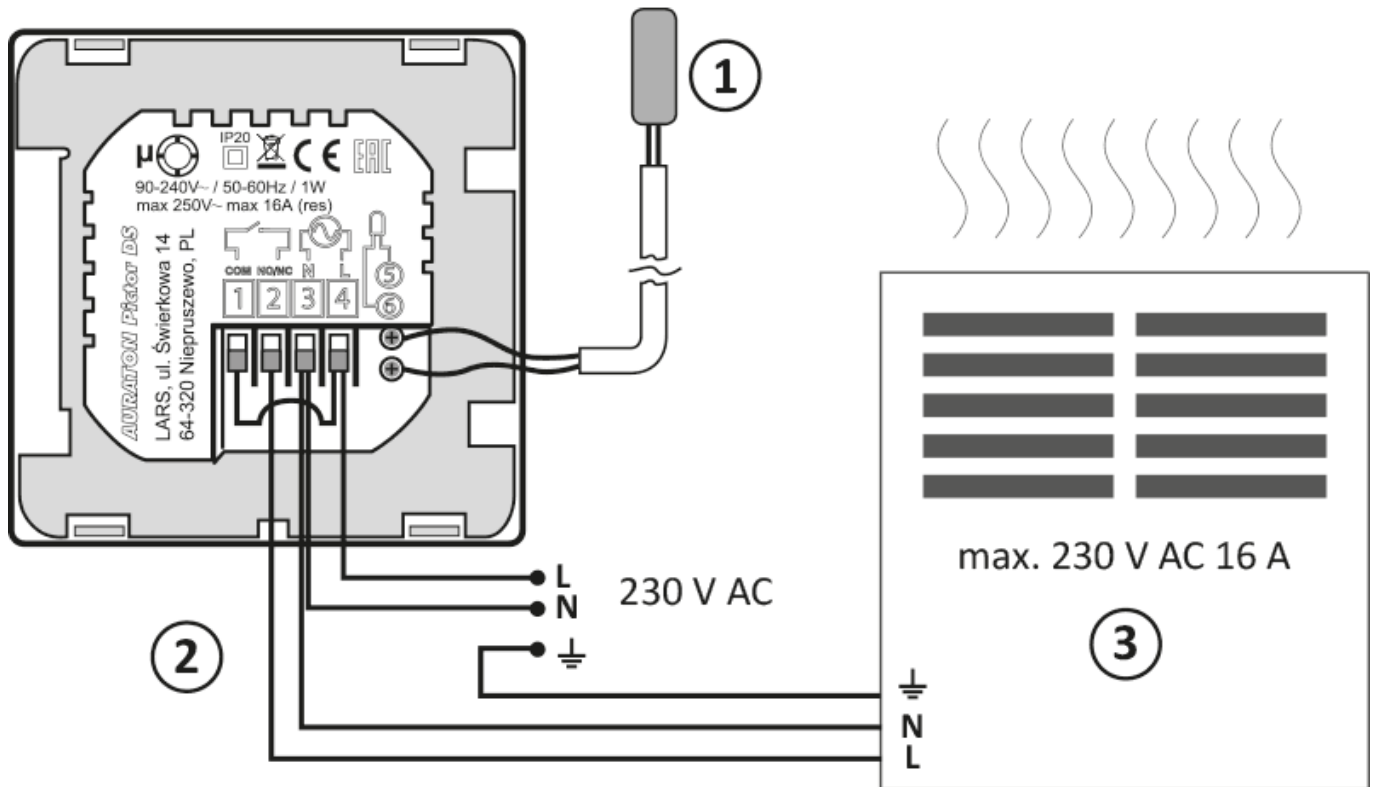 1
µ IP20 CE EAC
90-240V~ / 50-60Hz / 1W
max 250V~ max 16A (res)
AURATON Pictor DS
LARS, ul. Świerkowa 14
64-320 Niepruszewo, PL
COM NO/NC N L
1 2 3 4
5
6
L
N
230 V AC
2
max. 230 V AC 16 A
3
N
L